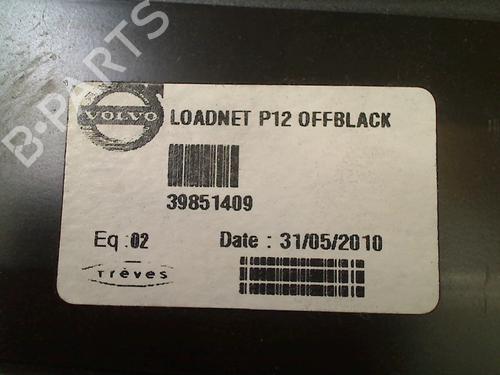 B-PARTS
VOLVO
LOADNET P12 OFFBLACK
39851409
Eq :02
Date : 31/05/2010
Trèves